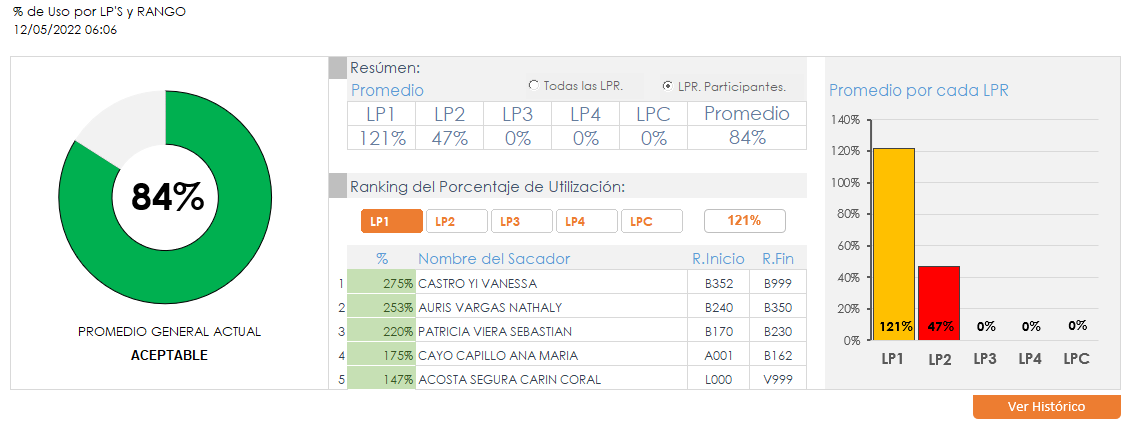 % de Uso por LP'S y RANGO
12/05/2022 06:06
84%
PROMEDIO GENERAL ACTUAL
ACEPTABLE
Resúmen:
Promedio
Todas las LPR.
LPR. Participantes.
LP1 LP2 LP3 LP4 LPC Promedio
121% 47% 0% 0% 0% 84%
Ranking del Porcentaje de Utilización:
LP1 LP2 LP3 LP4 LPC 121%
% Nombre del Sacador R.Inicio R.Fin
1 275% CASTRO YI VANESSA B352 B999
2 253% AURIS VARGAS NATHALY B240 B350
3 220% PATRICIA VIERA SEBASTIAN B170 B230
4 175% CAYO CAPILLO ANA MARIA A001 B162
5 147% ACOSTA SEGURA CARIN CORAL L000 V999
Promedio por cada LPR
140%
120%
100%
80%
60%
40%
20%
0%
121% 47% 0% 0% 0%
LP1 LP2 LP3 LP4 LPC
Ver Histórico